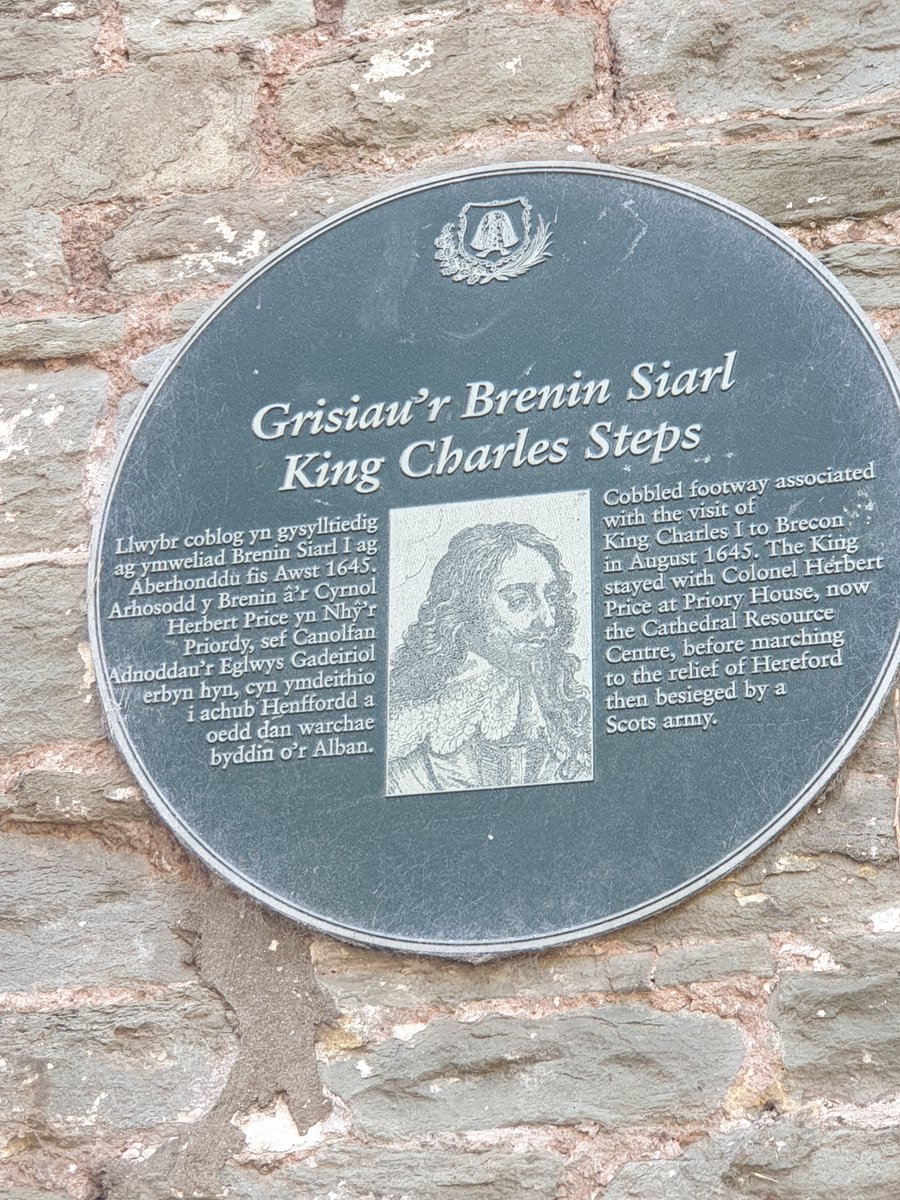 Grisiau'r Brenin Siarl
King Charles Steps
Llwybr coblog yn gysylltiedig
ag ymweliad Brenin Siarl I ag
Aberhonddu fis Awst 1645.
Arhosodd y Brenin â'r Cyrnol
Herbert Price yn Nhŷ'r
Priordy, sef Canolfan
Adnoddau'r Eglwys Gadeiriol
erbyn hyn, cyn ymdeithio
i achub Henffordd a
oedd dan warchae
byddin o'r Alban.
Cobbled footway associated
with the visit of
King Charles I to Brecon
in August 1645. The King
stayed with Colonel Herbert
Price at Priory House, now
the Cathedral Resource
Centre, before marching
to the relief of Hereford
then besieged by a
Scots army.